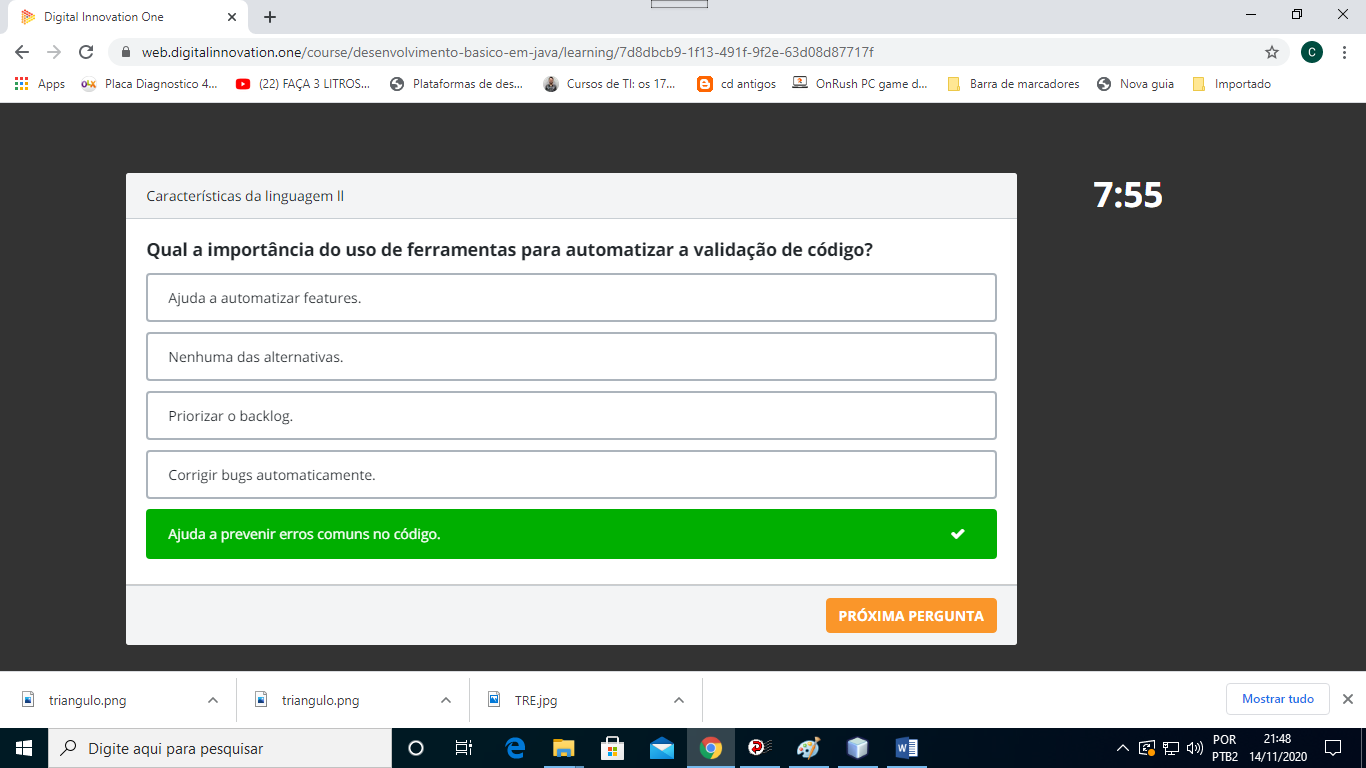 Digital Innovation One
web.digitalinnovation.one/course/desenvolvimento-basico-em-java/learning/7d8dbcb9-1f13-491f-9f2e-63d08d87717f
C
Apps
Placa Diagnostico 4...
(22) FAÇA 3 LITROS...
Plataformas de des...
Cursos de TI: os 17...
cd antigos
OnRush PC game d...
Barra de marcadores
Nova guia
Importado
Características da linguagem II
7:55
Qual a importância do uso de ferramentas para automatizar a validação de código?
Ajuda a automatizar features.
Nenhuma das alternativas.
Priorizar o backlog.
Corrigir bugs automaticamente.
Ajuda a prevenir erros comuns no código.
PRÓXIMA PERGUNTA
triangulo.png
triangulo.png
TRE.jpg
Mostrar tudo
Digite aqui para pesquisar
POR
PTB2
21:48
14/11/2020